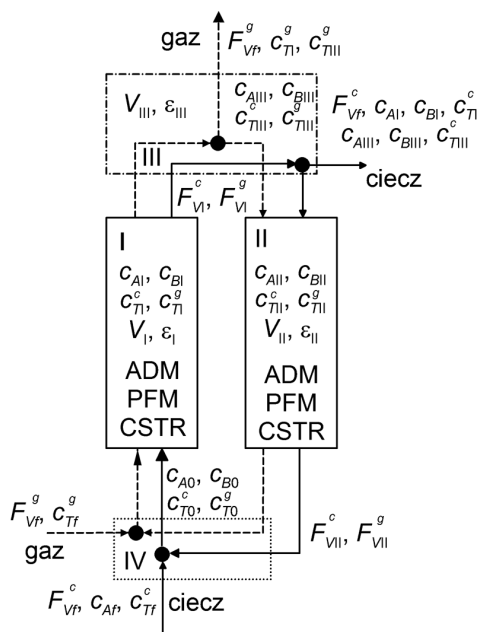 gaz
F_Vf^g, c_TI^g, c_TIII^g
V_III, ε_III
c_AIII, c_BIII
c_TIII^c, c_TIII^g
III
F_Vf^c, c_AI, c_BI, c_TI^c
c_AIII, c_BIII, c_TIII^c
ciecz
F_VI^c, F_VI^g
I
c_AI, c_BI
c_TI^c, c_TI^g
V_I, ε_I
ADM
PFM
CSTR
II
c_AII, c_BII
c_TII^c, c_TII^g
V_II, ε_II
ADM
PFM
CSTR
c_A0, c_B0
c_T0^c, c_T0^g
F_Vf^g, c_Tf^g
gaz
F_VII^c, F_VII^g
IV
F_Vf^c, c_Af, c_Tf^c ciecz